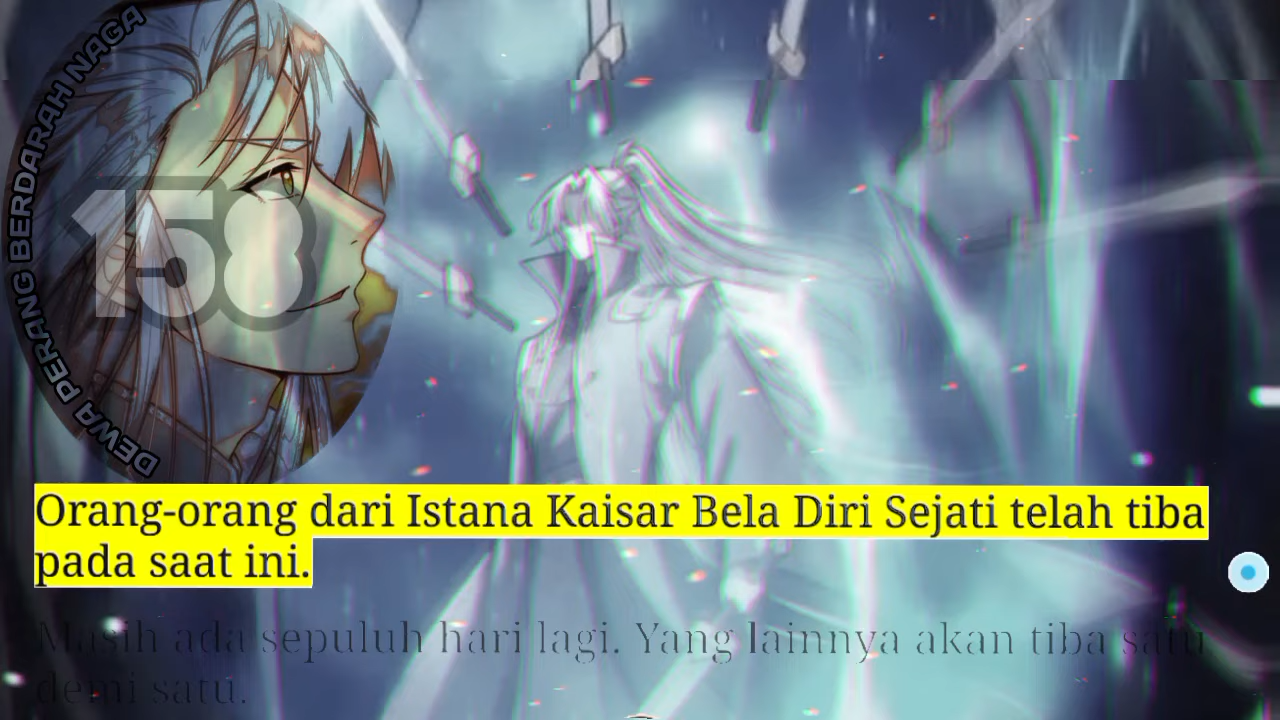 DEWA PERANG BERDARAH NAGA
158
Orang-orang dari Istana Kaisar Bela Diri Sejati telah tiba
pada saat ini.
Masih ada sepuluh hari lagi. Yang lainnya akan tiba satu
demi satu.